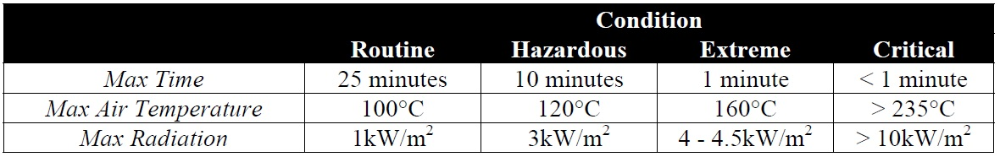 Condition
Routine Hazardous Extreme Critical
Max Time 25 minutes 10 minutes 1 minute < 1 minute
Max Air Temperature 100°C 120°C 160°C > 235°C
Max Radiation 1kW/m² 3kW/m² 4 - 4.5kW/m² > 10kW/m²